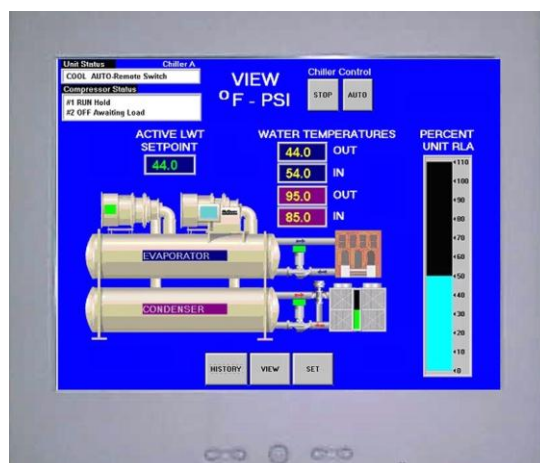 Unit Status Chiller A
COOL AUTO-Remote Switch
Compressor Status
#1 RUN Hold
#2 OFF Awaiting Load
VIEW
°F - PSI
Chiller Control
STOP AUTO
ACTIVE LWT
SETPOINT
44.0
WATER TEMPERATURES
44.0 OUT
54.0 IN
95.0 OUT
85.0 IN
PERCENT
UNIT RLA
110
100
90
80
70
60
50
40
30
20
10
0
EVAPORATOR
CONDENSER
HISTORY VIEW SET